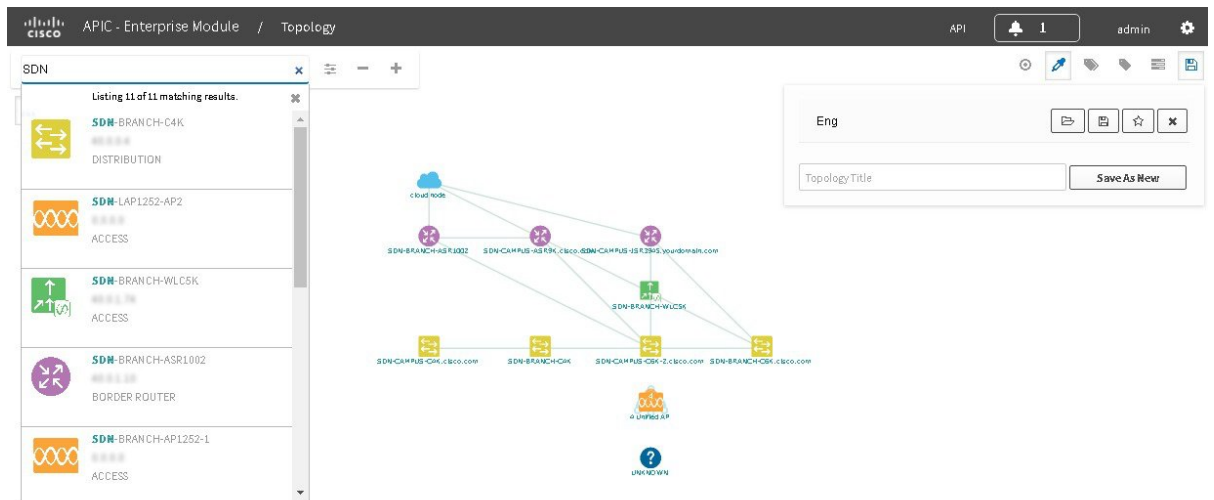 cisco APIC - Enterprise Module / Topology API 1 admin
SDN
Listing 11 of 11 matching results.
SDN-BRANCH-C4K
DISTRIBUTION
SDN-LAP1252-AP2
ACCESS
SDN-BRANCH-WLC5K
ACCESS
SDN-BRANCH-ASR1002
BORDER ROUTER
SDN-BRANCH-AP1252-1
ACCESS
Eng
Topology Title Save As New
cloud node
SDN-BRANCH-ASR1002 SDN-CAMPUS-ASR9K.cisco.com SDN-CAMPUS-ISR2945.yourdomain.com
SDN-BRANCH-WLC5K
SDN-CAMPUS-C4K.cisco.com SDN-BRANCH-C4K SDN-CAMPUS-C6K-2.cisco.com SDN-BRANCH-C6K.cisco.com
4
Unified AP
?
UNKNOWN